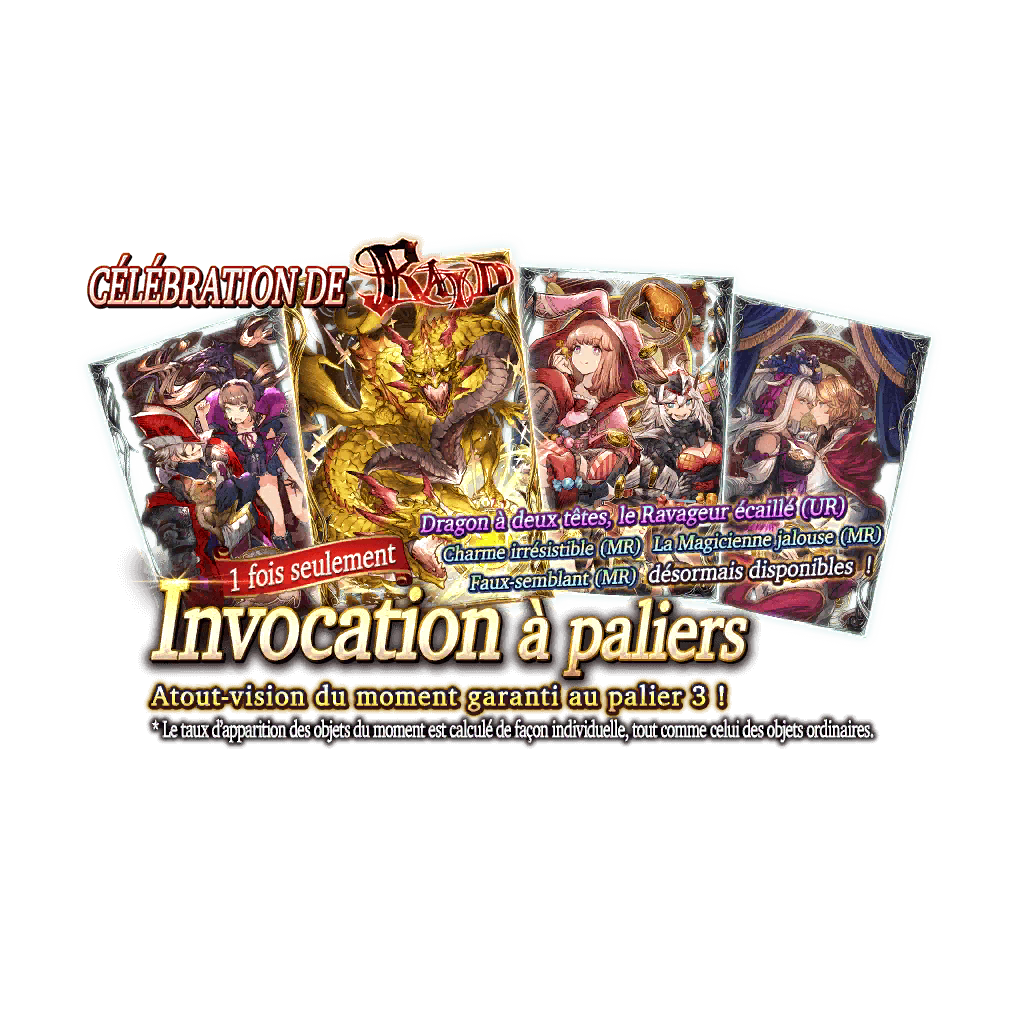 CÉLÉBRATION DE RAID
Dragon à deux têtes, le Ravageur écaillé (UR)
Charme irrésistible (MR) La Magicienne jalouse (MR)
Faux-semblant (MR) désormais disponibles !
1 fois seulement
Invocation à paliers
Atout-vision du moment garanti au palier 3 !
* Le taux d'apparition des objets du moment est calculé de façon individuelle, tout comme celui des objets ordinaires.